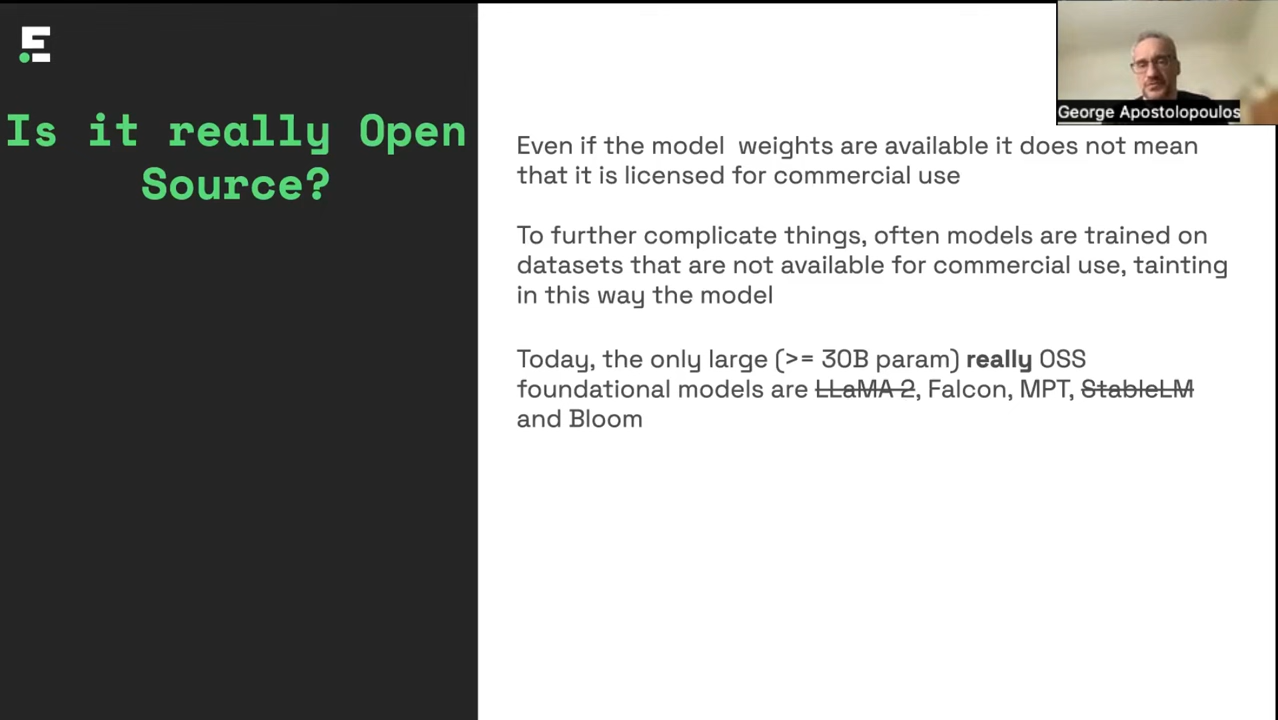 Is it really Open
Source?
George Apostolopoulos
Even if the model weights are available it does not mean
that it is licensed for commercial use
To further complicate things, often models are trained on
datasets that are not available for commercial use, tainting
in this way the model
Today, the only large (>= 30B param) really OSS
foundational models are LLaMA 2, Falcon, MPT, StableLM
and Bloom